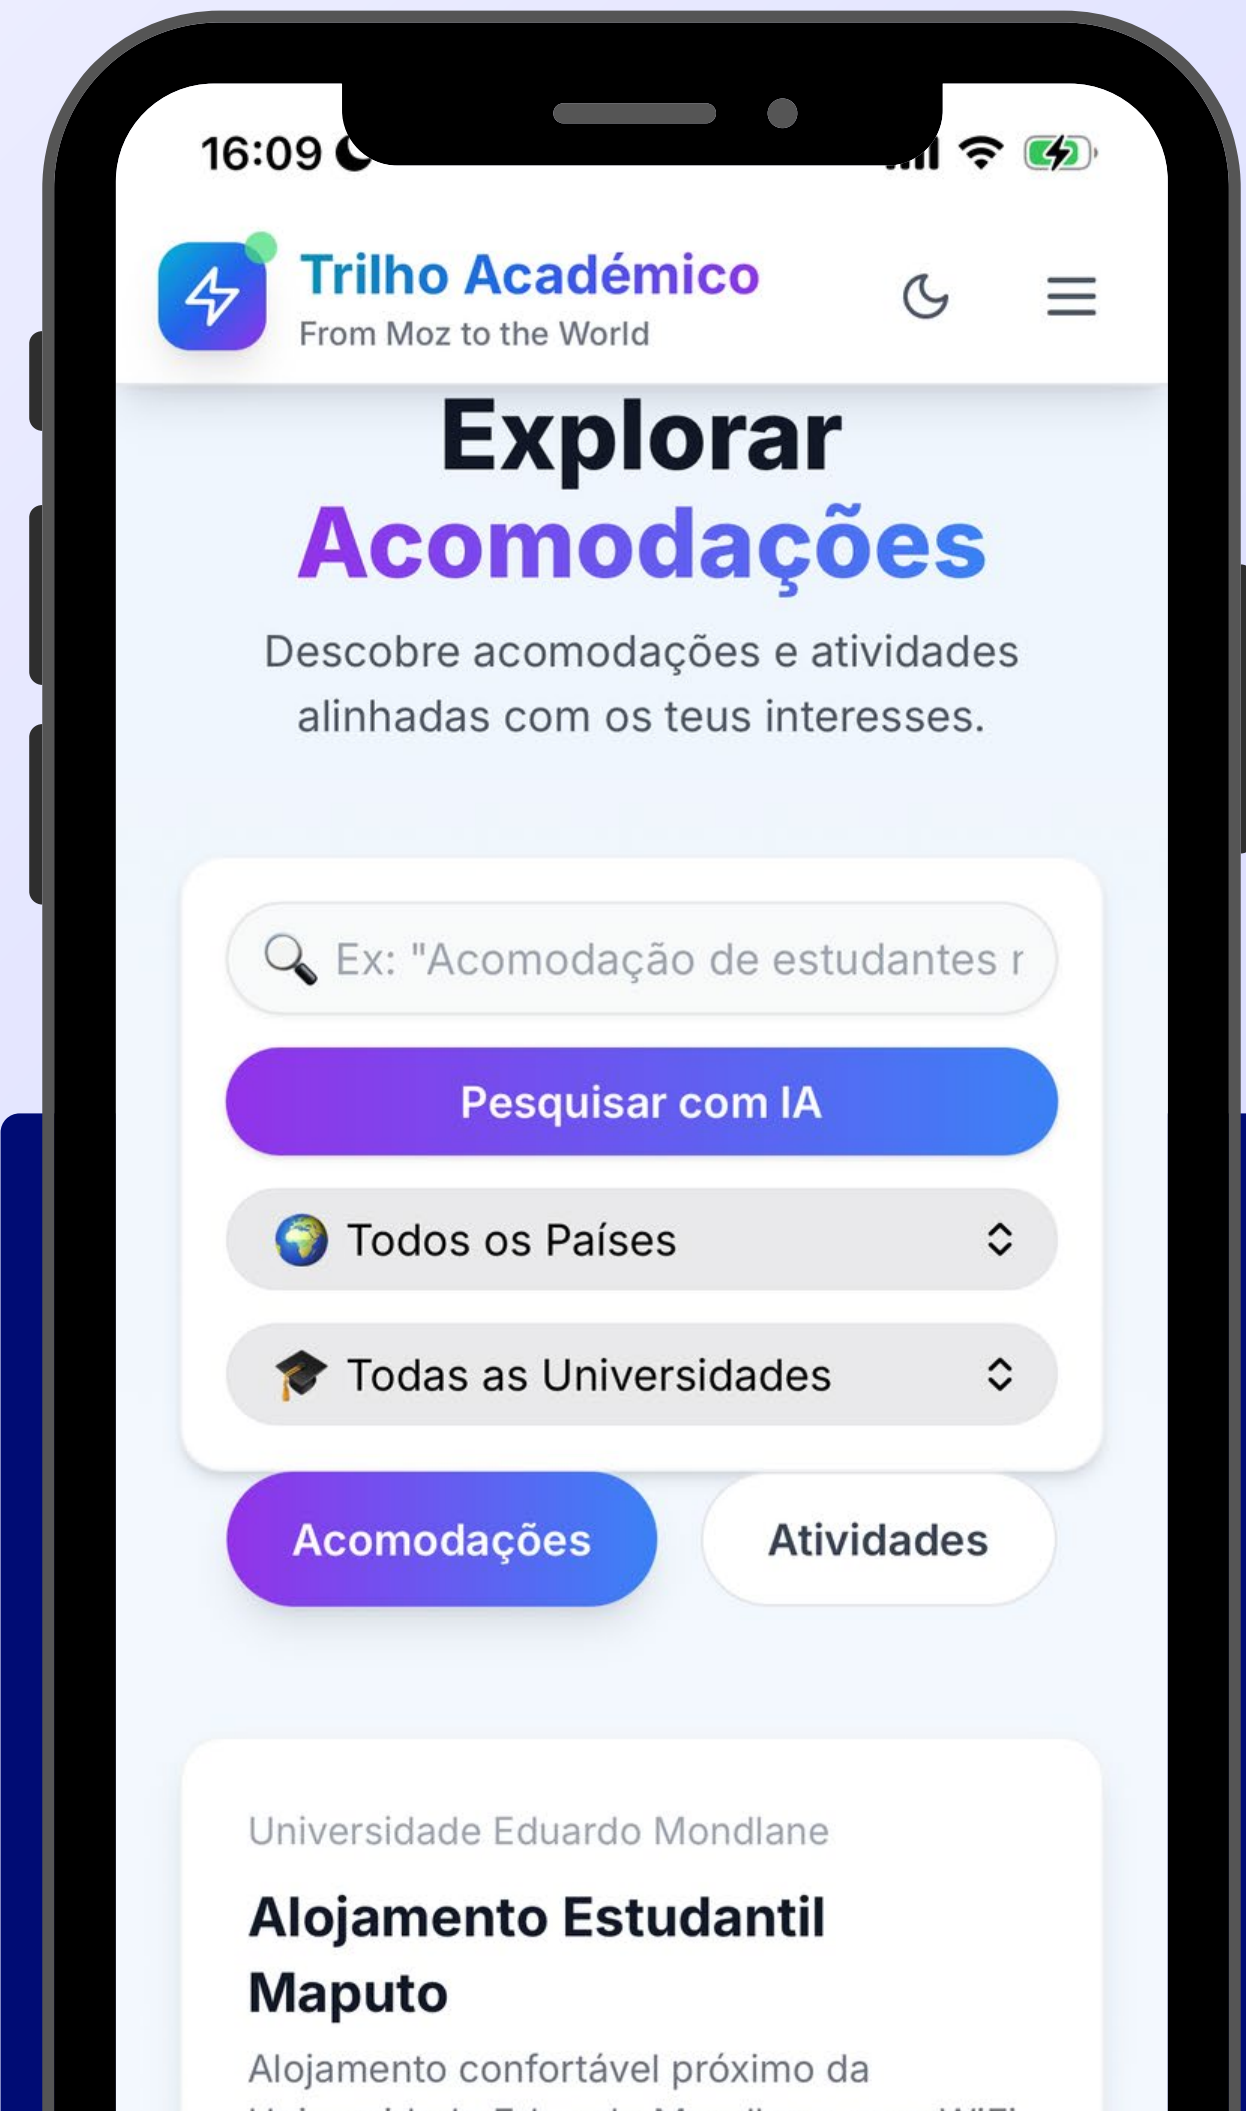 16:09
Trilho Académico
From Moz to the World
Explorar
Acomodações
Descobre acomodações e atividades
alinhadas com os teus interesses.
Ex: "Acomodação de estudantes
Pesquisar com IA
Todos os Países
Todas as Universidades
Acomodações
Atividades
Universidade Eduardo Mondlane
Alojamento Estudantil
Maputo
Alojamento confortável próximo da